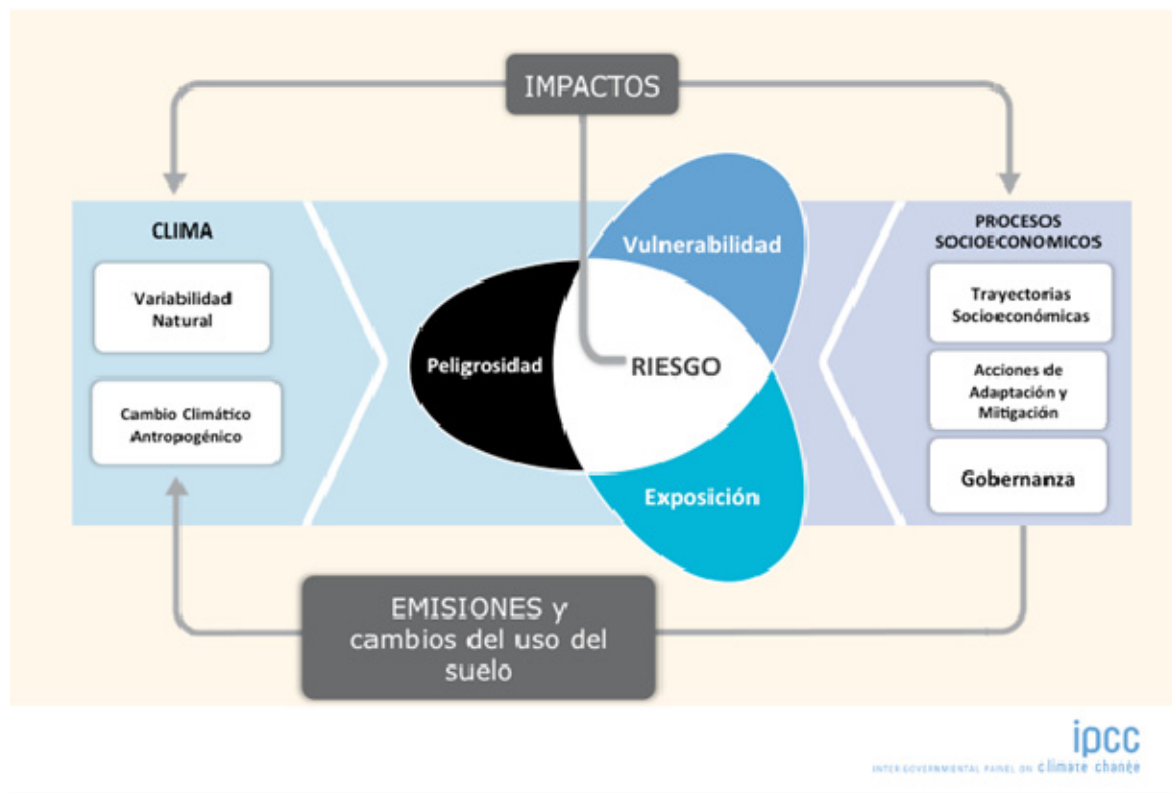 IMPACTOS
CLIMA
Variabilidad
Natural
Cambio Climático
Antropogénico
Peligrosidad
Vulnerabilidad
RIESGO
Exposición
PROCESOS
SOCIOECONOMICOS
Trayectorias
Socioeconómicas
Acciones de
Adaptación y
Mitigación
Gobernanza
EMISIONES y
cambios del uso del
suelo
ipcc
INTERGOVERNMENTAL PANEL ON climate change